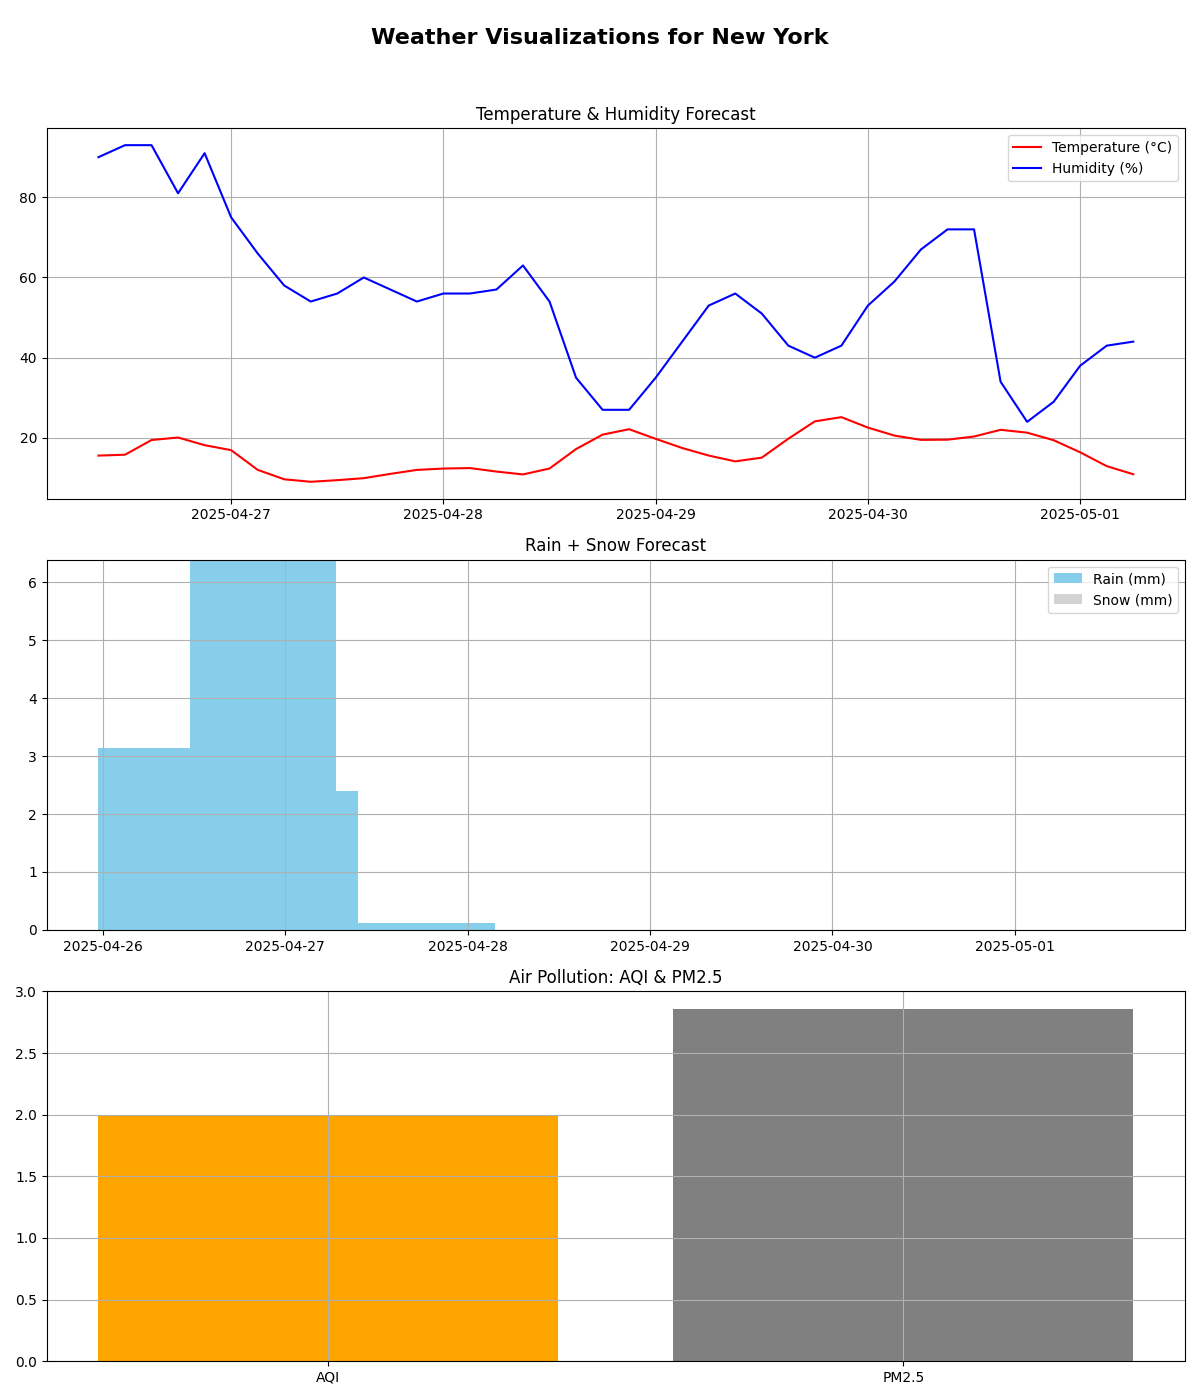 Weather Visualizations for New York
Temperature & Humidity Forecast
Temperature (°C)
Humidity (%)
80
60
40
20
2025-04-27 2025-04-28 2025-04-29 2025-04-30 2025-05-01
Rain + Snow Forecast
Rain (mm)
Snow (mm)
6
5
4
3
2
1
0
2025-04-26 2025-04-27 2025-04-28 2025-04-29 2025-04-30 2025-05-01
Air Pollution: AQI & PM2.5
3.0
2.5
2.0
1.5
1.0
0.5
0.0
AQI PM2.5